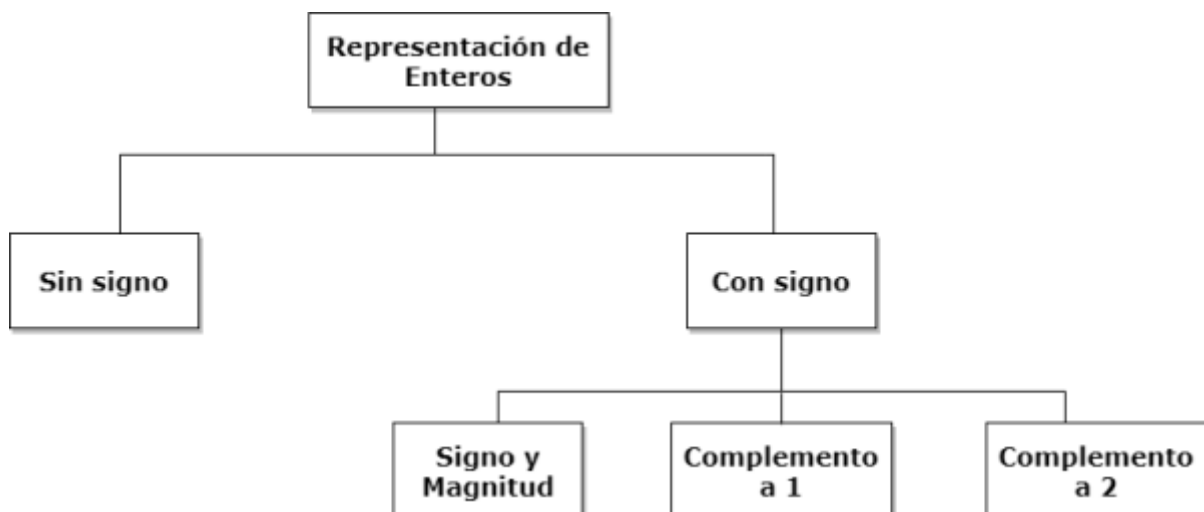 Representación de
Enteros
Sin signo
Con signo
Signo y
Magnitud
Complemento
a 1
Complemento
a 2